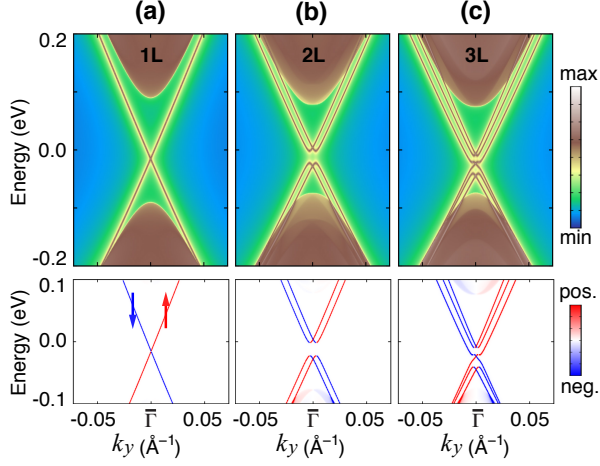 (a) (b) (c)
1L 2L 3L
Energy (eV)
0.2
0.0
-0.2
max
min
Energy (eV)
0.1
0.0
-0.1
pos.
neg.
-0.05 Γ̅ 0.05 -0.05 Γ̅ 0.05 -0.05 Γ̅ 0.05
ky (Å⁻¹) ky (Å⁻¹) ky (Å⁻¹)